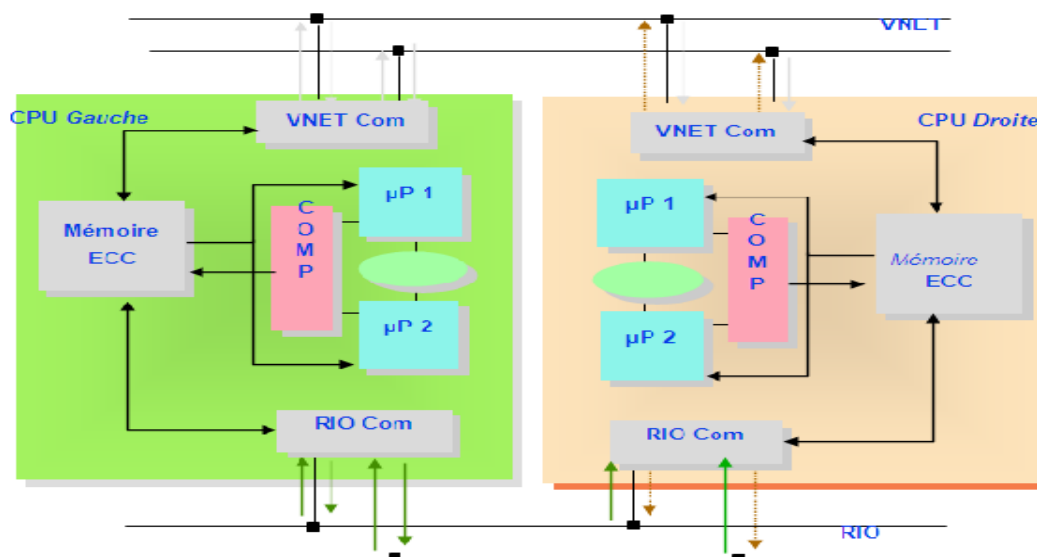 VNET
CPU Gauche
VNET Com
Mémoire
ECC
C
O
M
P
µP 1
µP 2
RIO Com
VNET Com
CPU Droite
µP 1
µP 2
C
O
M
P
Mémoire
ECC
RIO Com
RIO